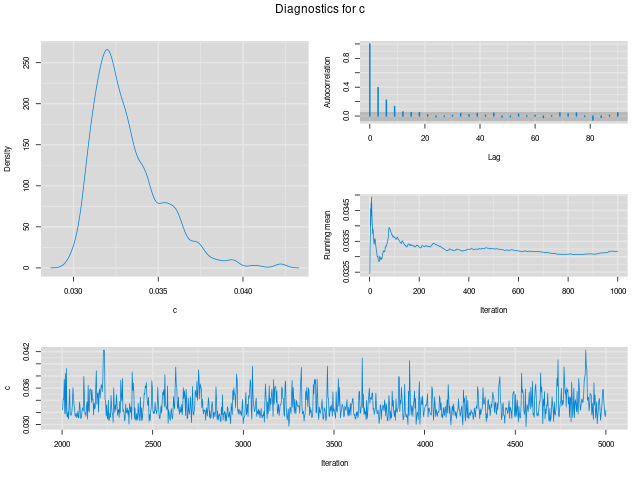 Diagnostics for c
Density
0 50 100 150 200 250
0.030 0.035 0.040
c
Autocorrelation
0.0 0.4 0.8
0 20 40 60 80
Lag
Running mean
0.0325 0.0335 0.0345
0 200 400 600 800 1000
Iteration
c
0.030 0.036 0.042
2000 2500 3000 3500 4000 4500 5000
Iteration